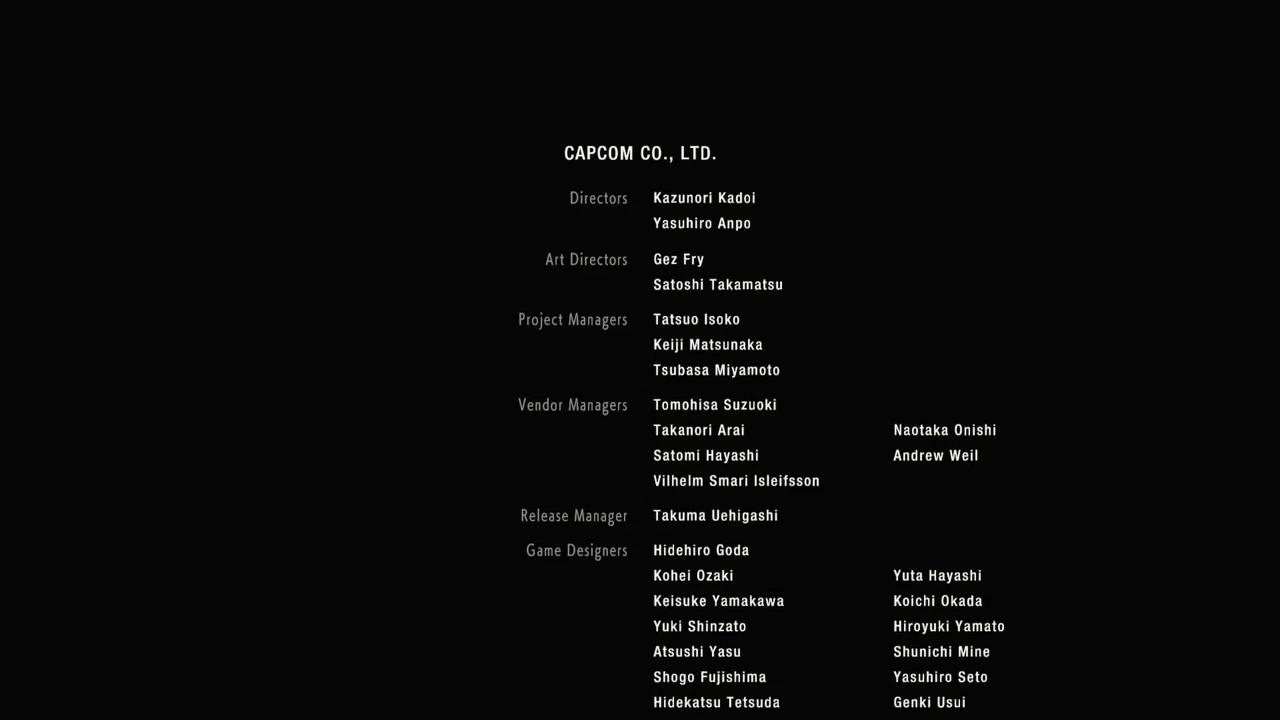 CAPCOM CO., LTD.
Directors Kazunori Kadoi
Yasuhiro Anpo
Art Directors Gez Fry
Satoshi Takamatsu
Project Managers Tatsuo Isoko
Keiji Matsunaka
Tsubasa Miyamoto
Vendor Managers Tomohisa Suzuoki
Takanori Arai Naotaka Onishi
Satomi Hayashi Andrew Weil
Vilhelm Smari Isleifsson
Release Manager Takuma Uehigashi
Game Designers Hidehiro Goda
Kohei Ozaki Yuta Hayashi
Keisuke Yamakawa Koichi Okada
Yuki Shinzato Hiroyuki Yamato
Atsushi Yasu Shunichi Mine
Shogo Fujishima Yasuhiro Seto
Hidekatsu Tetsuda Genki Usui